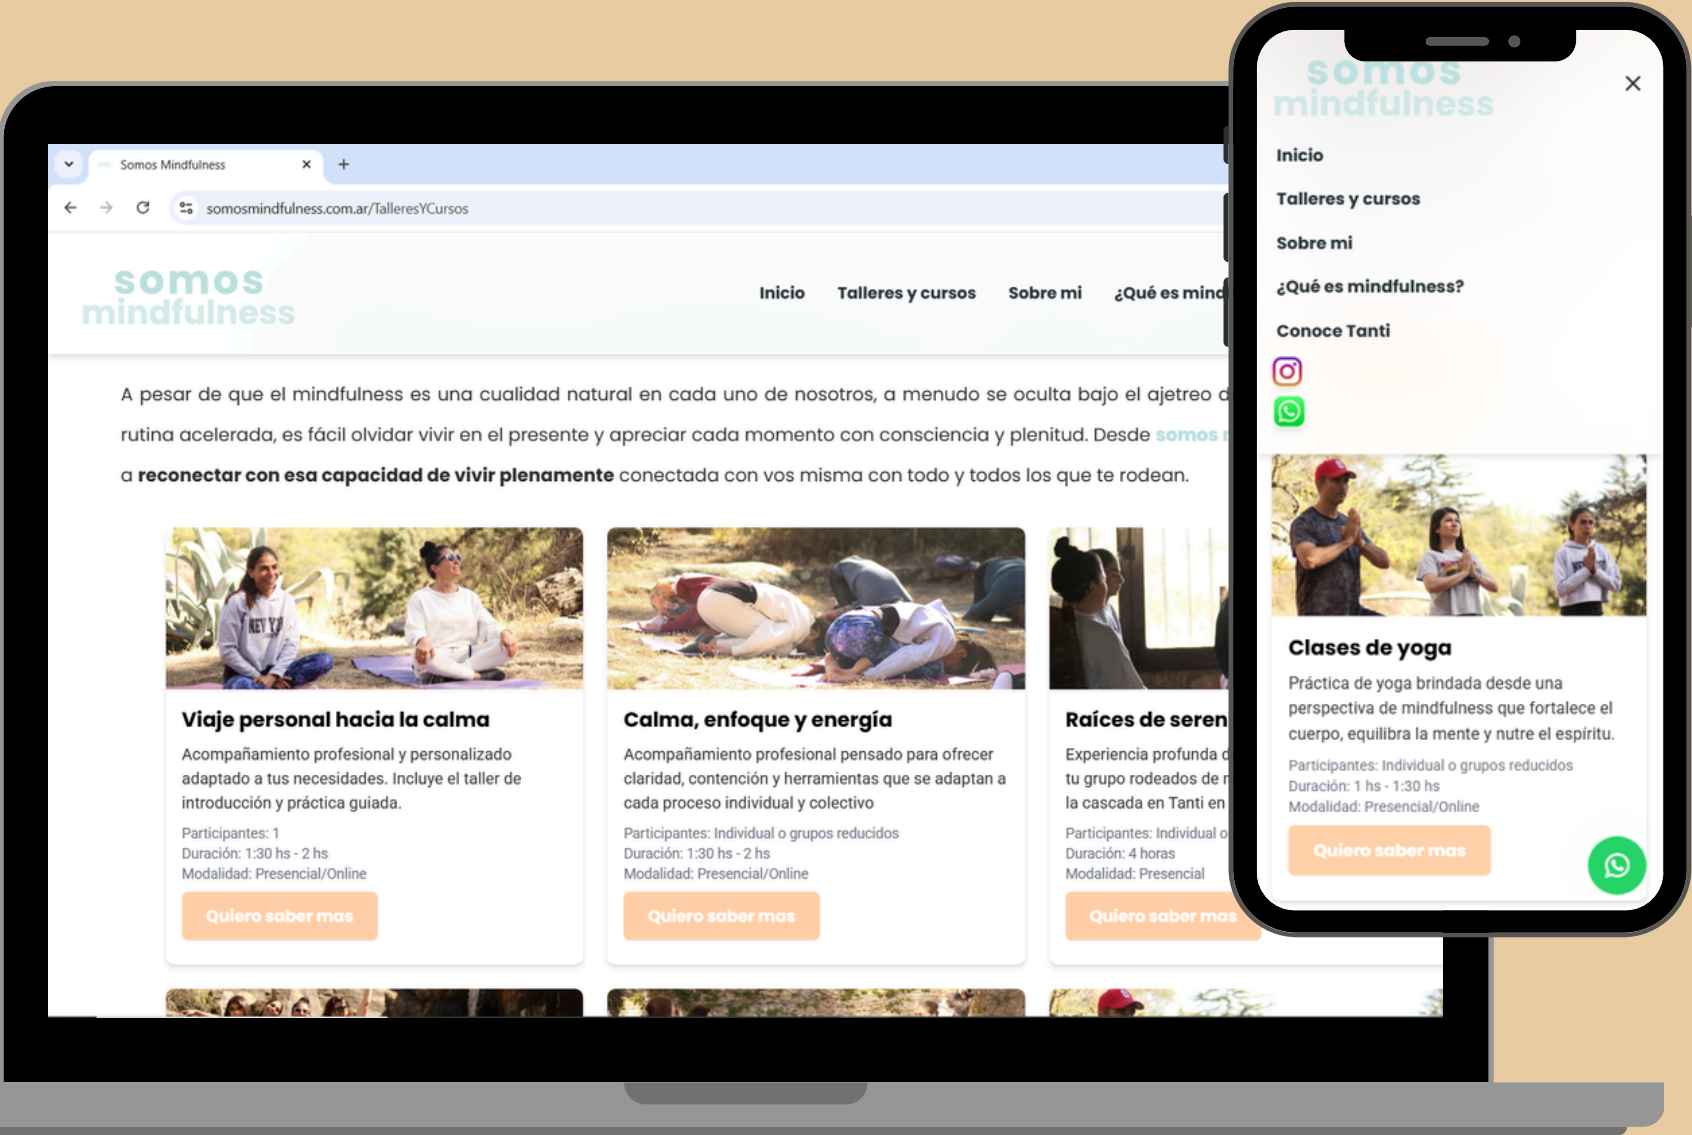 Somos Mindfulness
somosmindfulness.com.ar/TalleresYCursos
somos
mindfulness
Inicio
Talleres y cursos
Sobre mi
¿Qué es mind
A pesar de que el mindfulness es una cualidad natural en cada uno de nosotros, a menudo se oculta bajo el ajetreo d
rutina acelerada, es fácil olvidar vivir en el presente y apreciar cada momento con consciencia y plenitud. Desde somos
a reconectar con esa capacidad de vivir plenamente conectada con vos misma con todo y todos los que te rodean.
NEW YO
Viaje personal hacia la calma
Acompañamiento profesional y personalizado
adaptado a tus necesidades. Incluye el taller de
introducción y práctica guiada.
Participantes: 1
Duración: 1:30 hs - 2 hs
Modalidad: Presencial/Online
Quiero saber mas
Calma, enfoque y energía
Acompañamiento profesional pensado para ofrecer
claridad, contención y herramientas que se adaptan a
cada proceso individual y colectivo
Participantes: Individual o grupos reducidos
Duración: 1:30 hs - 2 hs
Modalidad: Presencial/Online
Quiero saber mas
Raíces de seren
Experiencia profunda d
tu grupo rodeados de
la cascada en Tanti en
Participantes: Individual o
Duración: 4 horas
Modalidad: Presencial
Quiero saber mas
somos
mindfulness
Inicio
Talleres y cursos
Sobre mi
¿Qué es mindfulness?
Conoce Tanti
Clases de yoga
Práctica de yoga brindada desde una
perspectiva de mindfulness que fortalece el
cuerpo, equilibra la mente y nutre el espíritu.
Participantes: Individual o grupos reducidos
Duración: 1 hs - 1:30 hs
Modalidad: Presencial/Online
Quiero saber mas